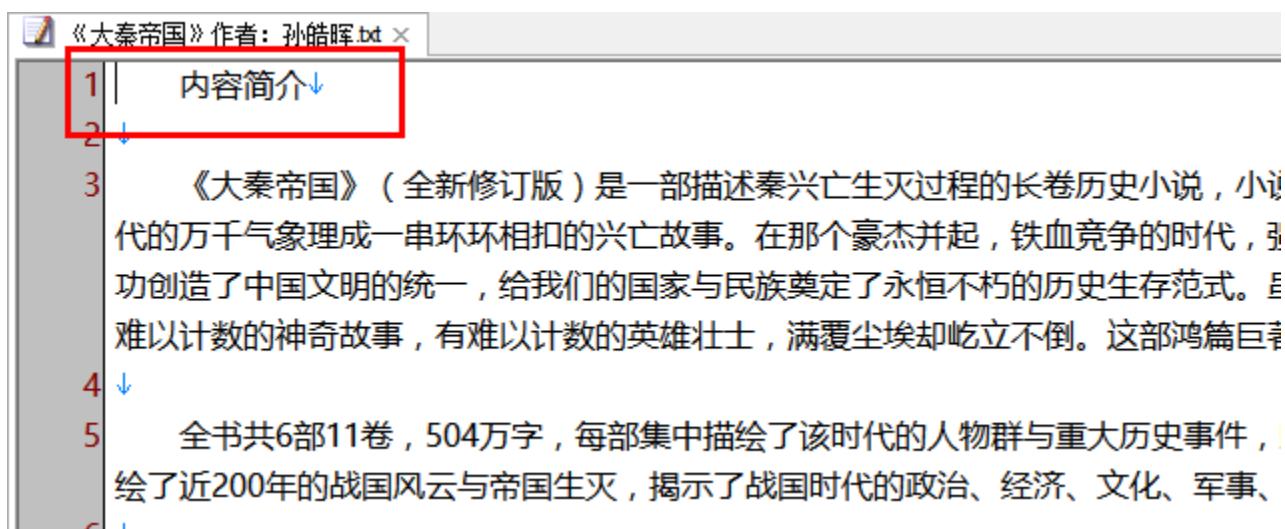 《大秦帝国》作者：孙皓晖.txt
1 内容简介↓
2 ↓
3 《大秦帝国》（全新修订版）是一部描述秦兴亡生灭过程的长卷历史小说，小说
代的万千气象理成一串环环相扣的兴亡故事。在那个豪杰并起，铁血竞争的时代，强
功创造了中国文明的统一，给我们的国家与民族奠定了永恒不朽的历史生存范式。虽
难以计数的神奇故事，有难以计数的英雄壮士，满覆尘埃却屹立不倒。这部鸿篇巨著
4 ↓
5 全书共6部11卷，504万字，每部集中描绘了该时代的人物群与重大历史事件，
绘了近200年的战国风云与帝国生灭，揭示了战国时代的政治、经济、文化、军事、